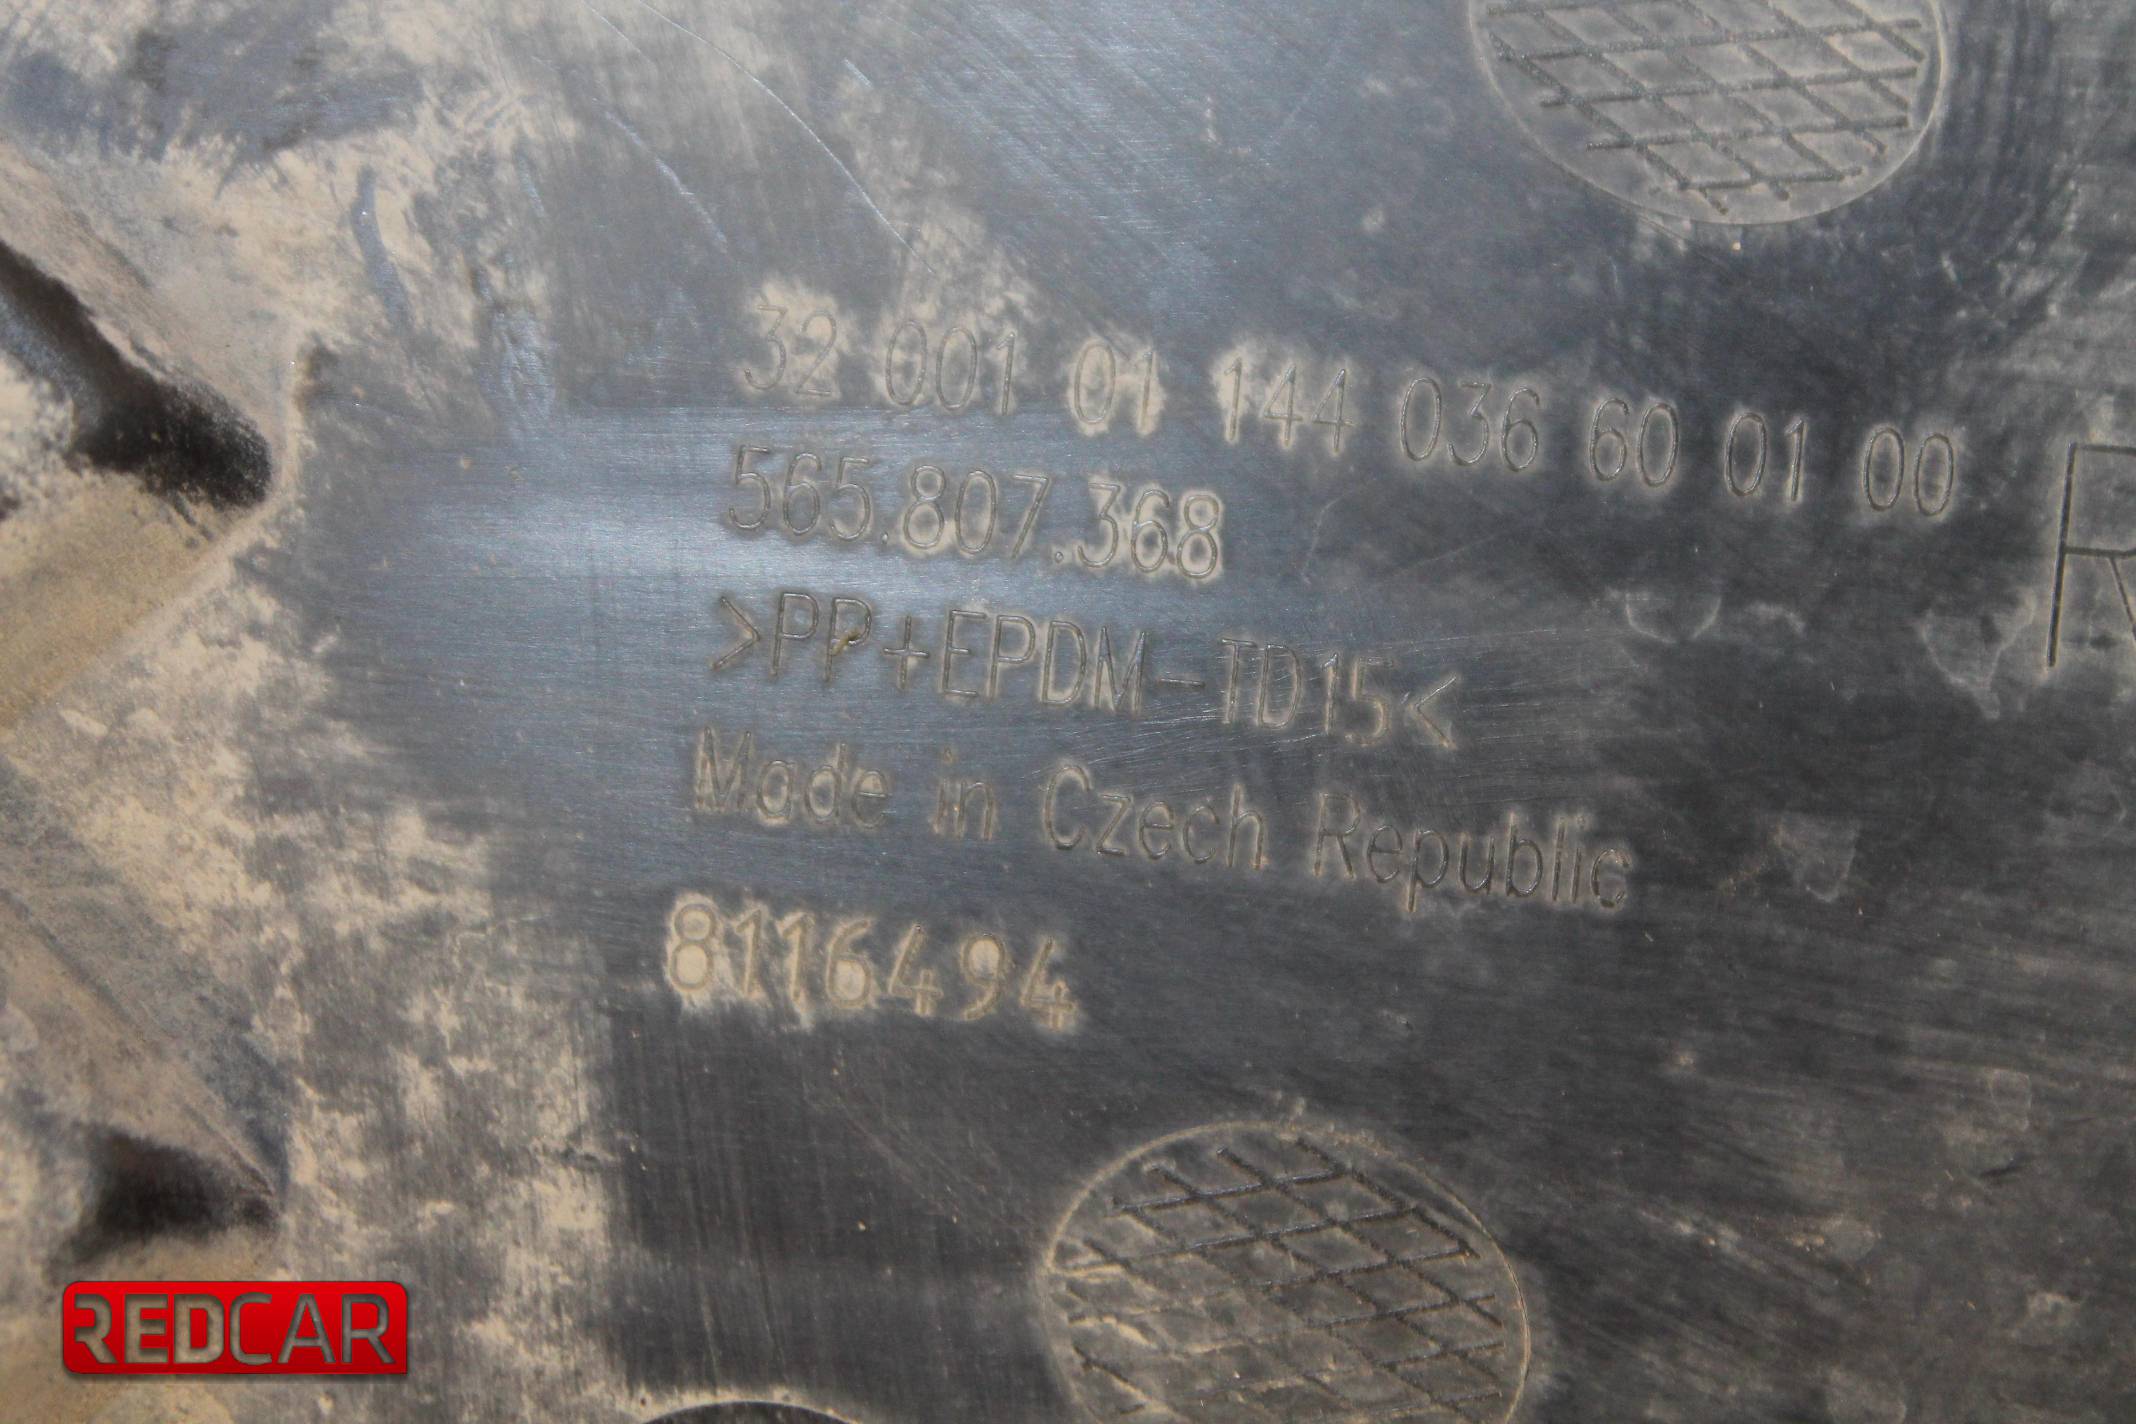 32 001 01 144 036 60 01 00
565.807.368
R
>PP+EPDM-TD15<
Made in Czech Republic
8116494
REDCAR